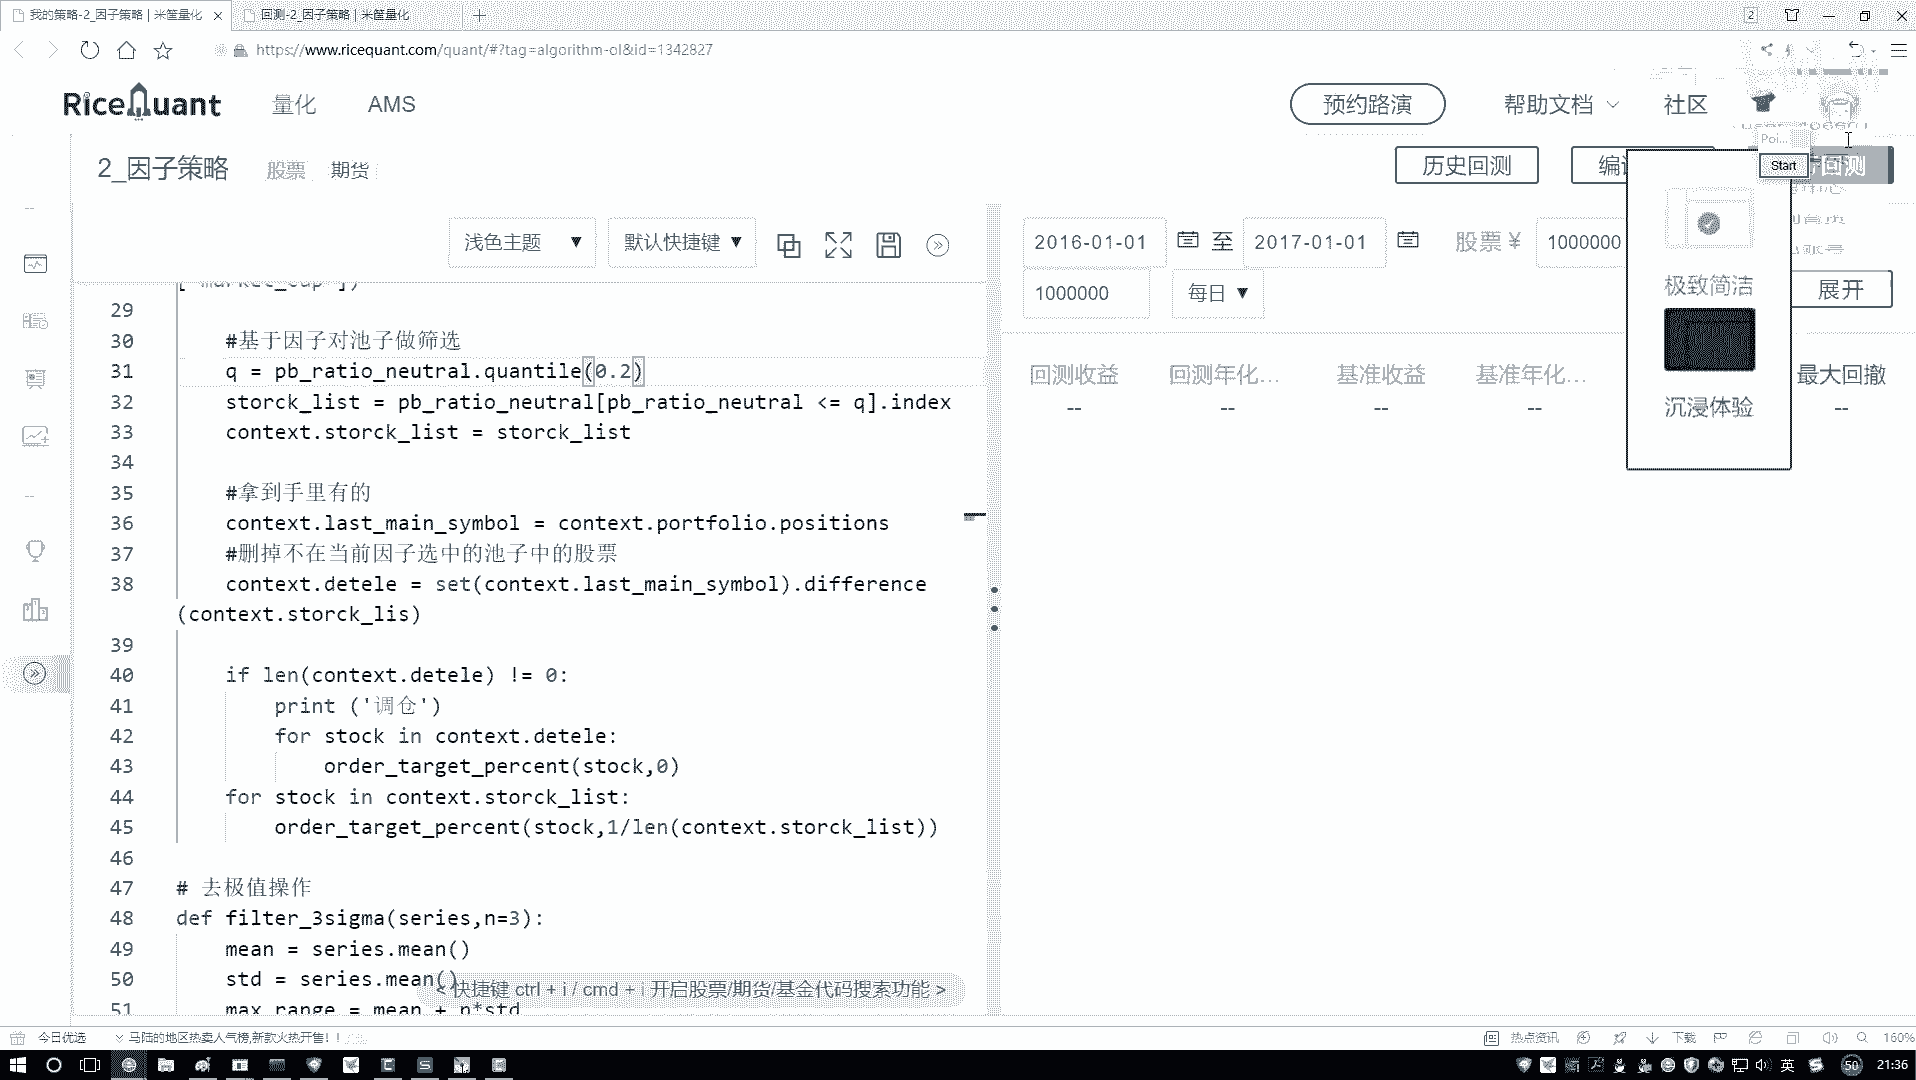 我的策略-2_因子策略 | 米筐量化
回测-2_因子策略 | 米筐量化
2
https://www.ricequant.com/quant/#?tag=algorithm-ol&id=1342827
RiceQuant
量化
AMS
预约路演
帮助文档
社区
2_因子策略
股票
期货
历史回测
编译
Poi...
Start
回测
浅色主题
默认快捷键
2016-01-01
至
2017-01-01
股票 ¥
1000000
1000000
每日
极致简洁
展开
沉浸体验
回测收益
回测年化...
基准收益
基准年化...
最大回撤
--
--
--
--
--
["market_cap"])
29
30 #基于因子对池子做筛选
31 q = pb_ratio_neutral.quantile(0.2)
32 storck_list = pb_ratio_neutral[pb_ratio_neutral <= q].index
33 context.storck_list = storck_list
34
35 #拿到手里有的
36 context.last_main_symbol = context.portfolio.positions
37 #删掉不在当前因子选中的池子中的股票
38 context.detele = set(context.last_main_symbol).difference
(context.storck_lis)
39
40 if len(context.detele) != 0:
41 print ('调仓')
42 for stock in context.detele:
43 order_target_percent(stock,0)
44 for stock in context.storck_list:
45 order_target_percent(stock,1/len(context.storck_list))
46
47 # 去极值操作
48 def filter_3sigma(series,n=3):
49 mean = series.mean()
50 std = series.mean()
< 快捷键 ctrl + i / cmd + i 开启股票/期货/基金代码搜索功能 >
51 max_range = mean + n*std
今日优选
马陆的地区热卖人气榜,新款火热开售!!
热点资讯
下载
160%
英
50
21:36